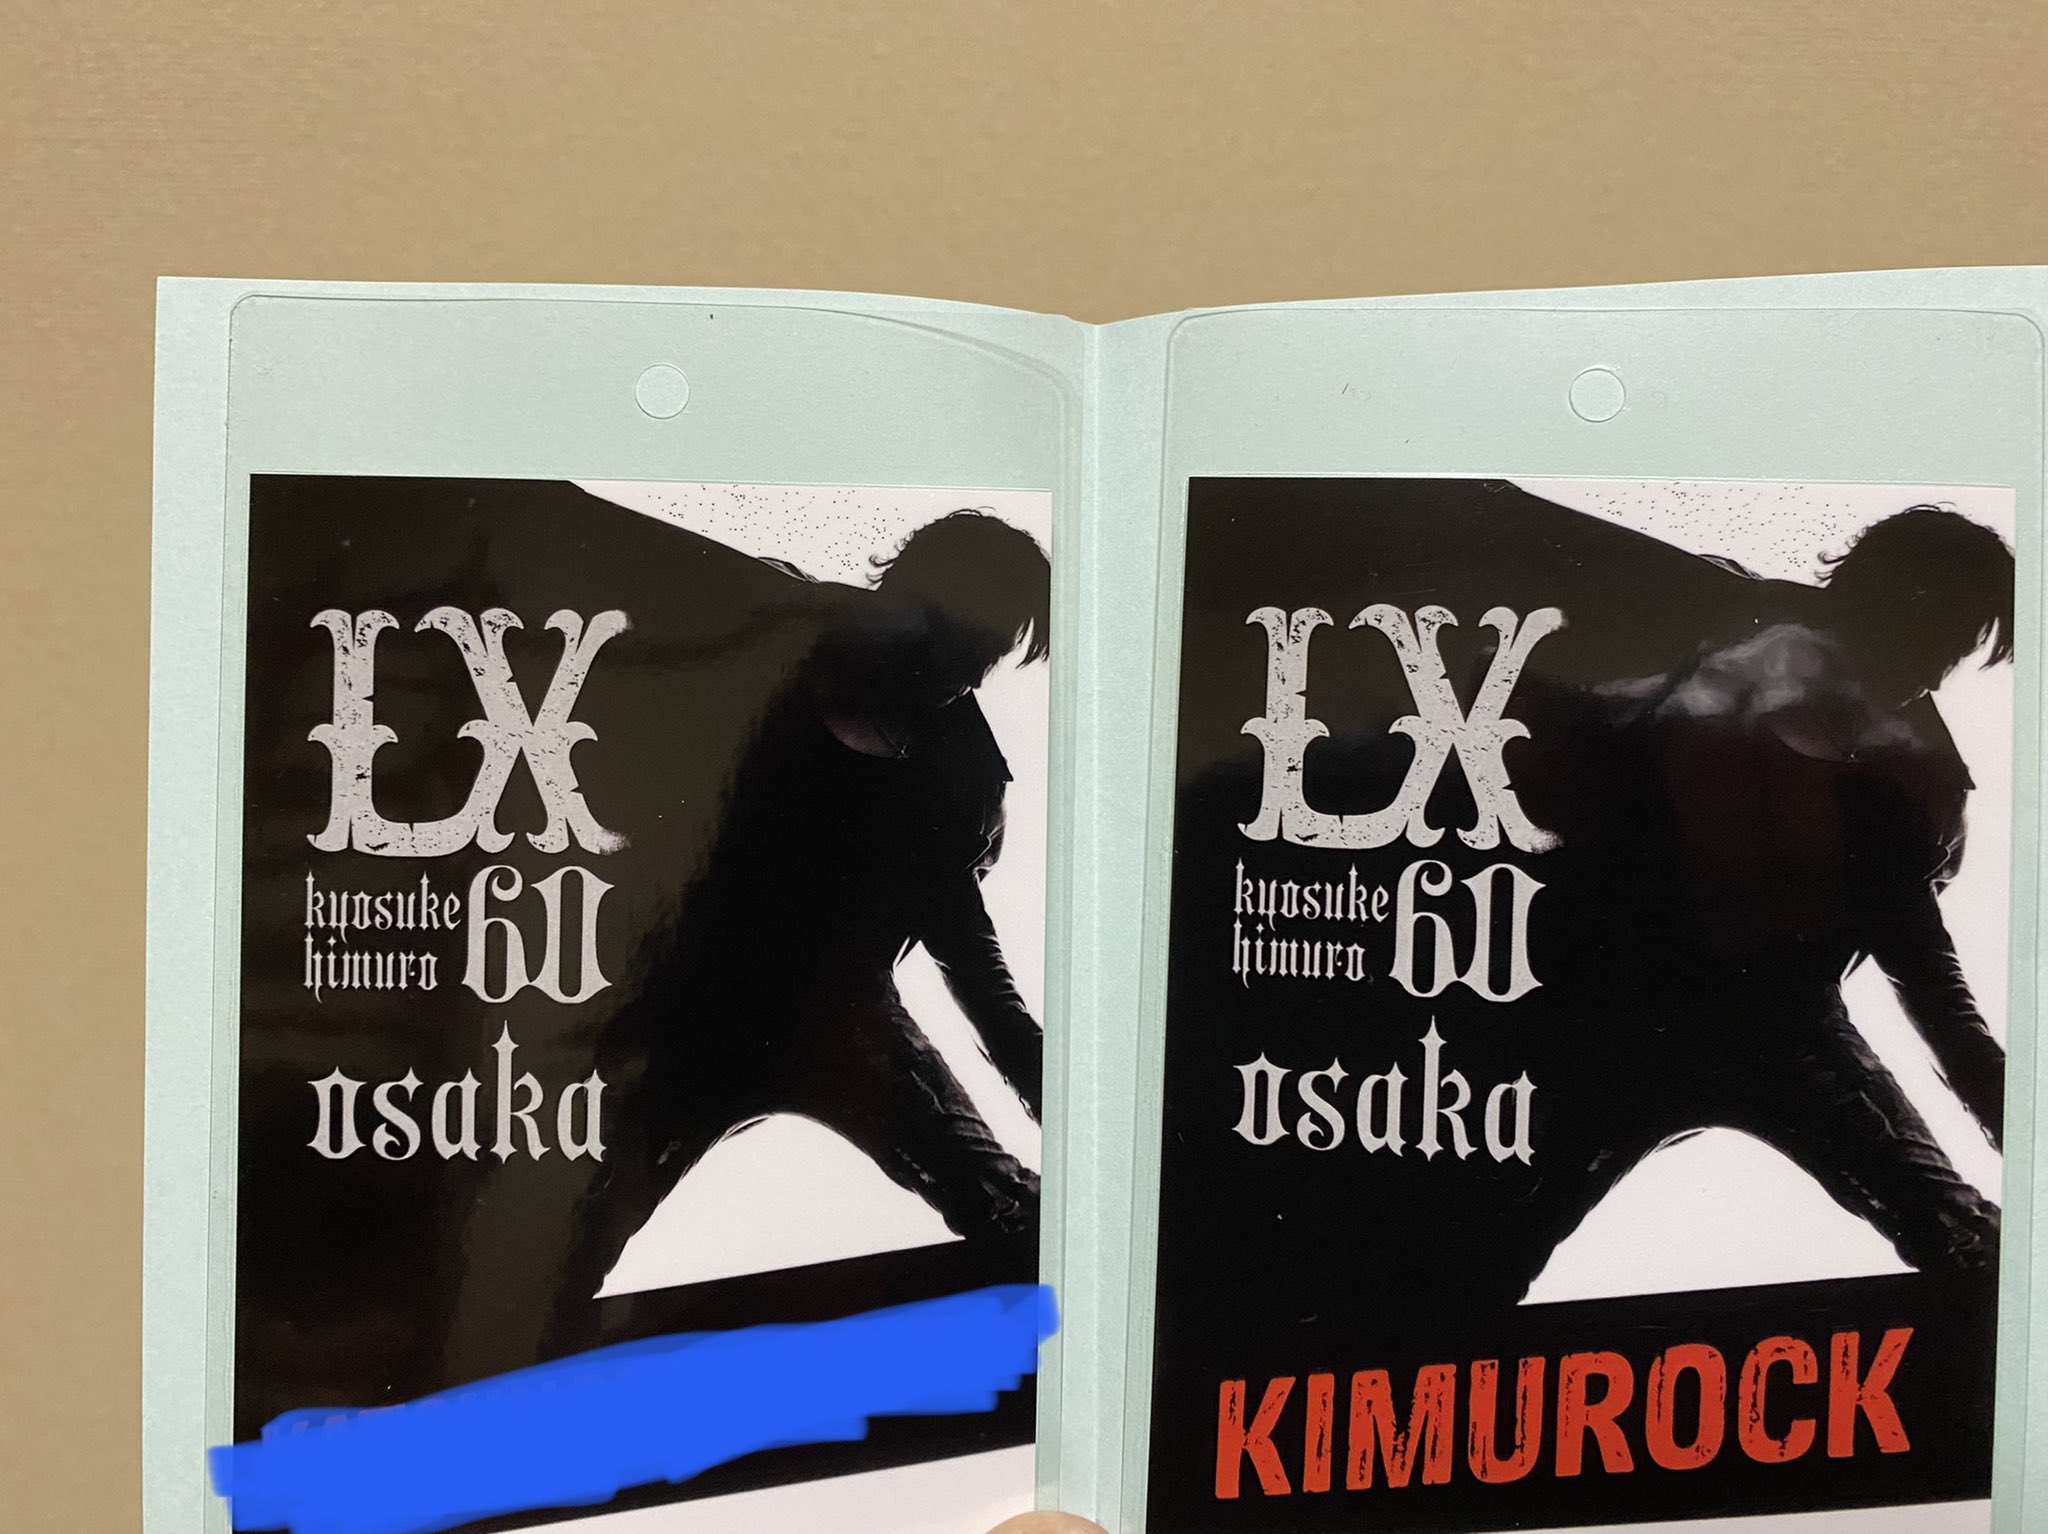 LX
kyosuke
himuro
60
osaka
LX
kyosuke
himuro
60
osaka
KIMUROCK